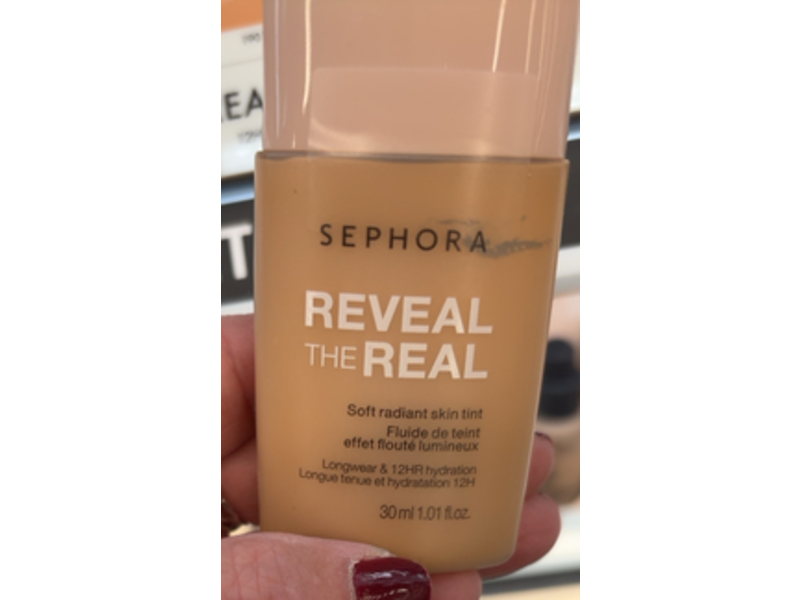 SEPHORA
REVEAL
THE REAL
Soft radiant skin tint
Fluide de teint
effet flouté lumineux
Longwear & 12HR hydration
Longue tenue et hydratation 12H
30 ml 1.01 fl.oz.